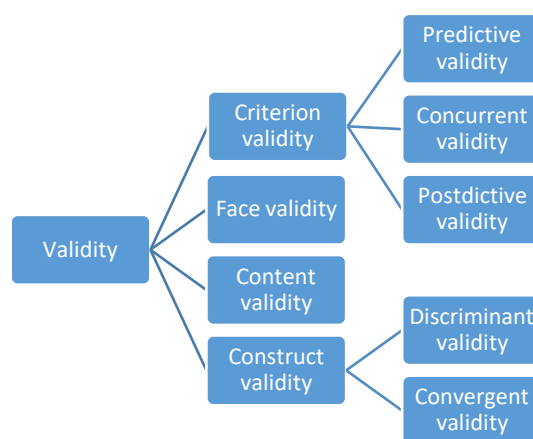 Predictive
validity
Criterion
validity
Concurrent
validity
Postdictive
validity
Face validity
Validity
Content
validity
Construct
validity
Discriminant
validity
Convergent
validity